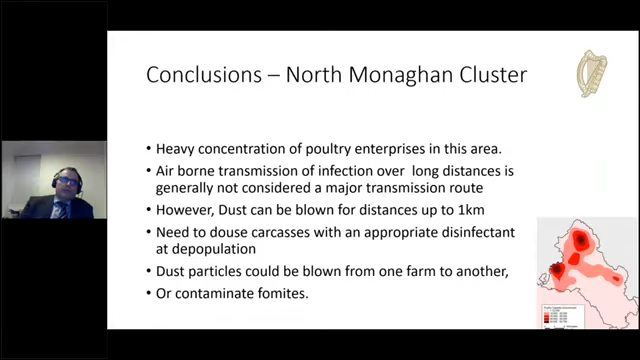 Conclusions – North Monaghan Cluster
• Heavy concentration of poultry enterprises in this area.
• Air borne transmission of infection over long distances is
generally not considered a major transmission route
• However, Dust can be blown for distances up to 1km
• Need to douse carcasses with an appropriate disinfectant
at depopulation
• Dust particles could be blown from one farm to another,
• Or contaminate fomites.